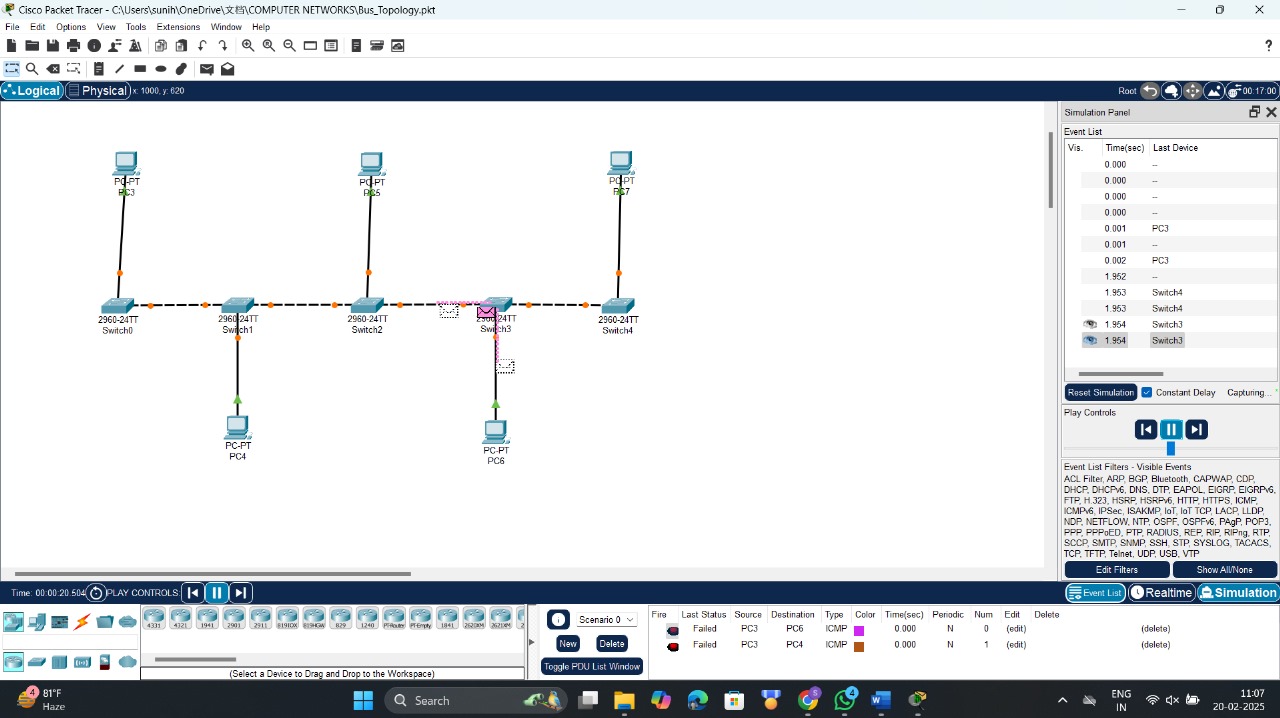 Cisco Packet Tracer - C:\Users\sunih\OneDrive\文档\COMPUTER NETWORKS\Bus_Topology.pkt
File Edit Options View Tools Extensions Window Help
?
Logical Physical x: 1000, y: 620 Root 00:17:00
Simulation Panel
Event List
Vis. Time(sec) Last Device
0.000 --
0.000 --
0.000 --
0.000 --
0.001 PC3
0.001 --
0.002 PC3
1.952 --
1.953 Switch4
1.953 Switch4
1.954 Switch3
1.954 Switch3
Reset Simulation Constant Delay Capturing...
Play Controls
Event List Filters - Visible Events
ACL Filter, ARP, BGP, Bluetooth, CAPWAP, CDP,
DHCP, DHCPv6, DNS, DTP, EAPOL, EIGRP, EIGRPv6,
FTP, H.323, HSRP, HSRPv6, HTTP, HTTPS, ICMP,
ICMPv6, IPSec, ISAKMP, IoT, IoT TCP, LACP, LLDP,
NDP, NETFLOW, NTP, OSPF, OSPFv6, PAgP, POP3,
PPP, PPPoED, PTP, RADIUS, REP, RIP, RIPng, RTP,
SCCP, SMTP, SNMP, SSH, STP, SYSLOG, TACACS,
TCP, TFTP, Telnet, UDP, USB, VTP
Edit Filters Show All/None
Event List Realtime Simulation
PC-PT
PC3
PC-PT
PC5
PC-PT
PC7
2960-24TT
Switch0
2960-24TT
Switch1
2960-24TT
Switch2
2960-24TT
Switch3
2960-24TT
Switch4
PC-PT
PC4
PC-PT
PC6
Time: 00:00:20.504 PLAY CONTROLS:
4331 4321 1941 2901 2911 819IOX 819HGW 829 1240 PT-Router PT-Empty 1841 2620XM 2621XM
(Select a Device to Drag and Drop to the Workspace)
Scenario 0
New Delete
Toggle PDU List Window
Fire Last Status Source Destination Type Color Time(sec) Periodic Num Edit Delete
Failed PC3 PC6 ICMP 0.000 N 0 (edit) (delete)
Failed PC3 PC4 ICMP 0.000 N 1 (edit) (delete)
4
81°F
Haze
Search
S
4
ENG
IN
11:07
20-02-2025